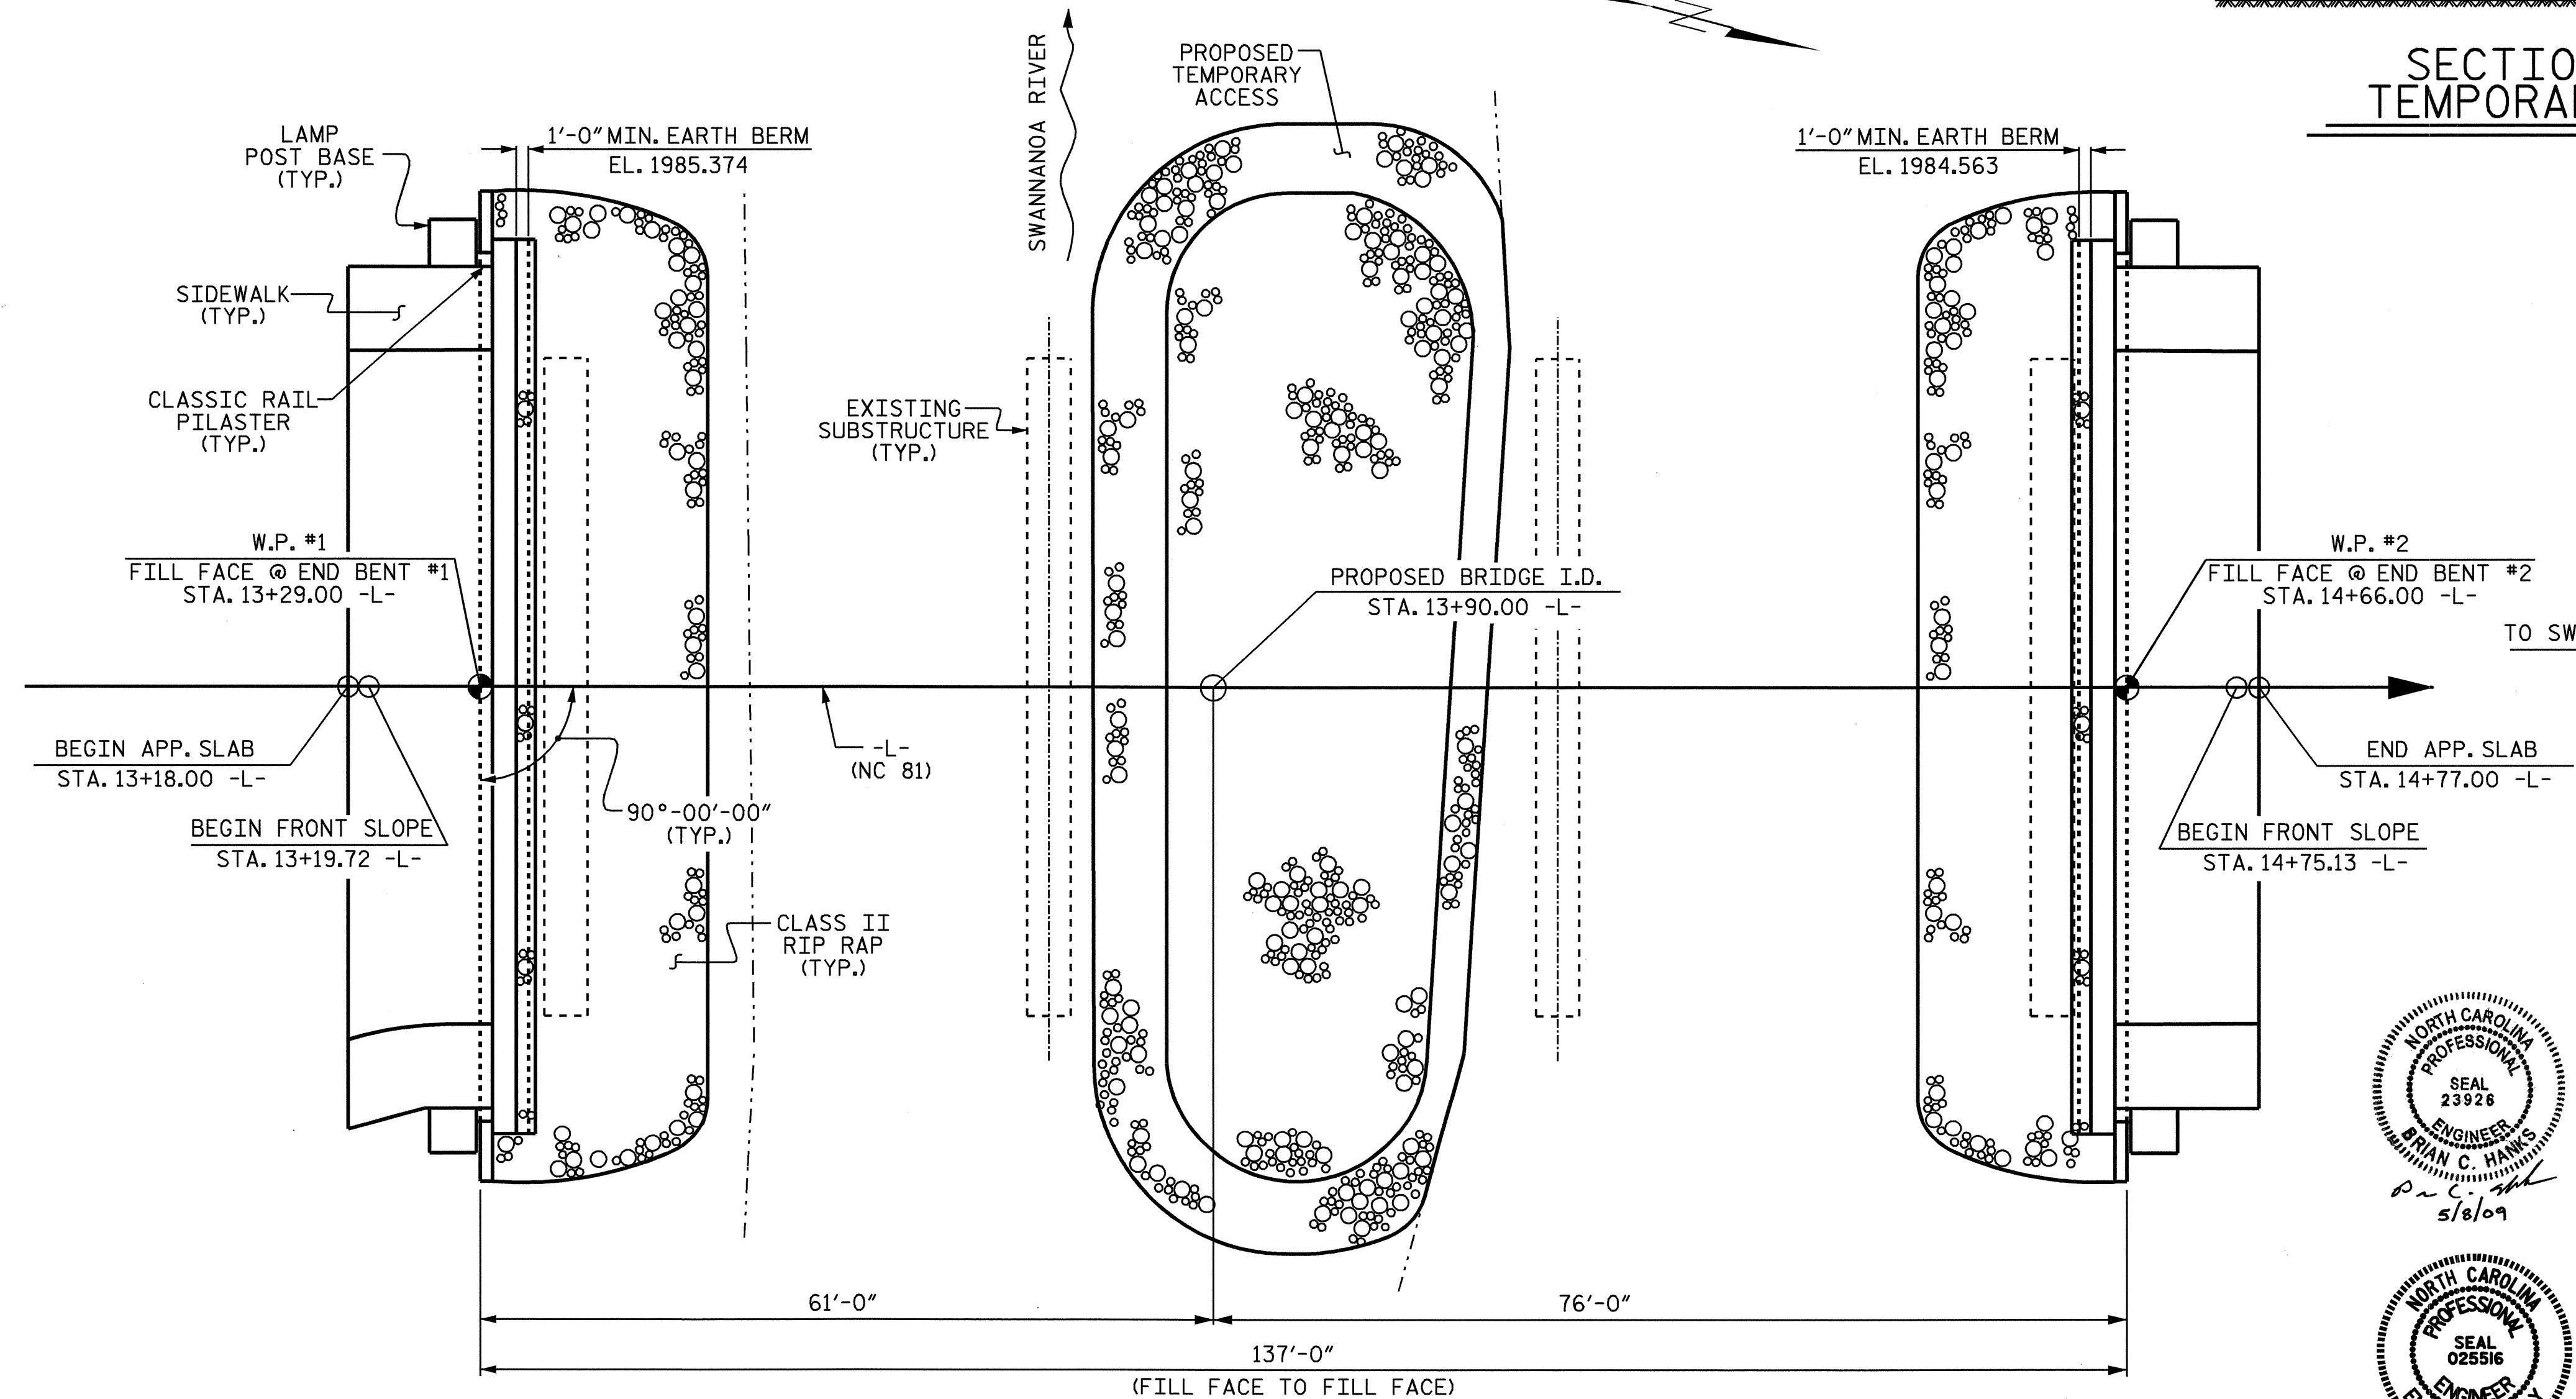 SWANNANOA RIVER
PROPOSED
TEMPORARY
ACCESS
LAMP
POST BASE
(TYP.)
1'-0" MIN. EARTH BERM
EL. 1985.374
1'-0" MIN. EARTH BERM
EL. 1984.563
SIDEWALK
(TYP.)
CLASSIC RAIL
PILASTER
(TYP.)
EXISTING
SUBSTRUCTURE
(TYP.)
W.P. #1
FILL FACE @ END BENT #1
STA. 13+29.00 -L-
PROPOSED BRIDGE I.D.
STA. 13+90.00 -L-
W.P. #2
FILL FACE @ END BENT #2
STA. 14+66.00 -L-
TO
BEGIN APP. SLAB
STA. 13+18.00 -L-
BEGIN FRONT SLOPE
STA. 13+19.72 -L-
90°-00'-00"
(TYP.)
-L-
(NC 81)
END APP. SLAB
STA. 14+77.00 -L-
BEGIN FRONT SLOPE
STA. 14+75.13 -L-
CLASS II
RIP RAP
(TYP.)
NORTH CAROLINA
PROFESSIONAL
SEAL
23926
ENGINEER
BRIAN C. HANKS
5/8/09
61'-0"
76'-0"
137'-0"
(FILL FACE TO FILL FACE)
NORTH CAROLINA
PROFESSIONAL
SEAL
025516
ENGINEER